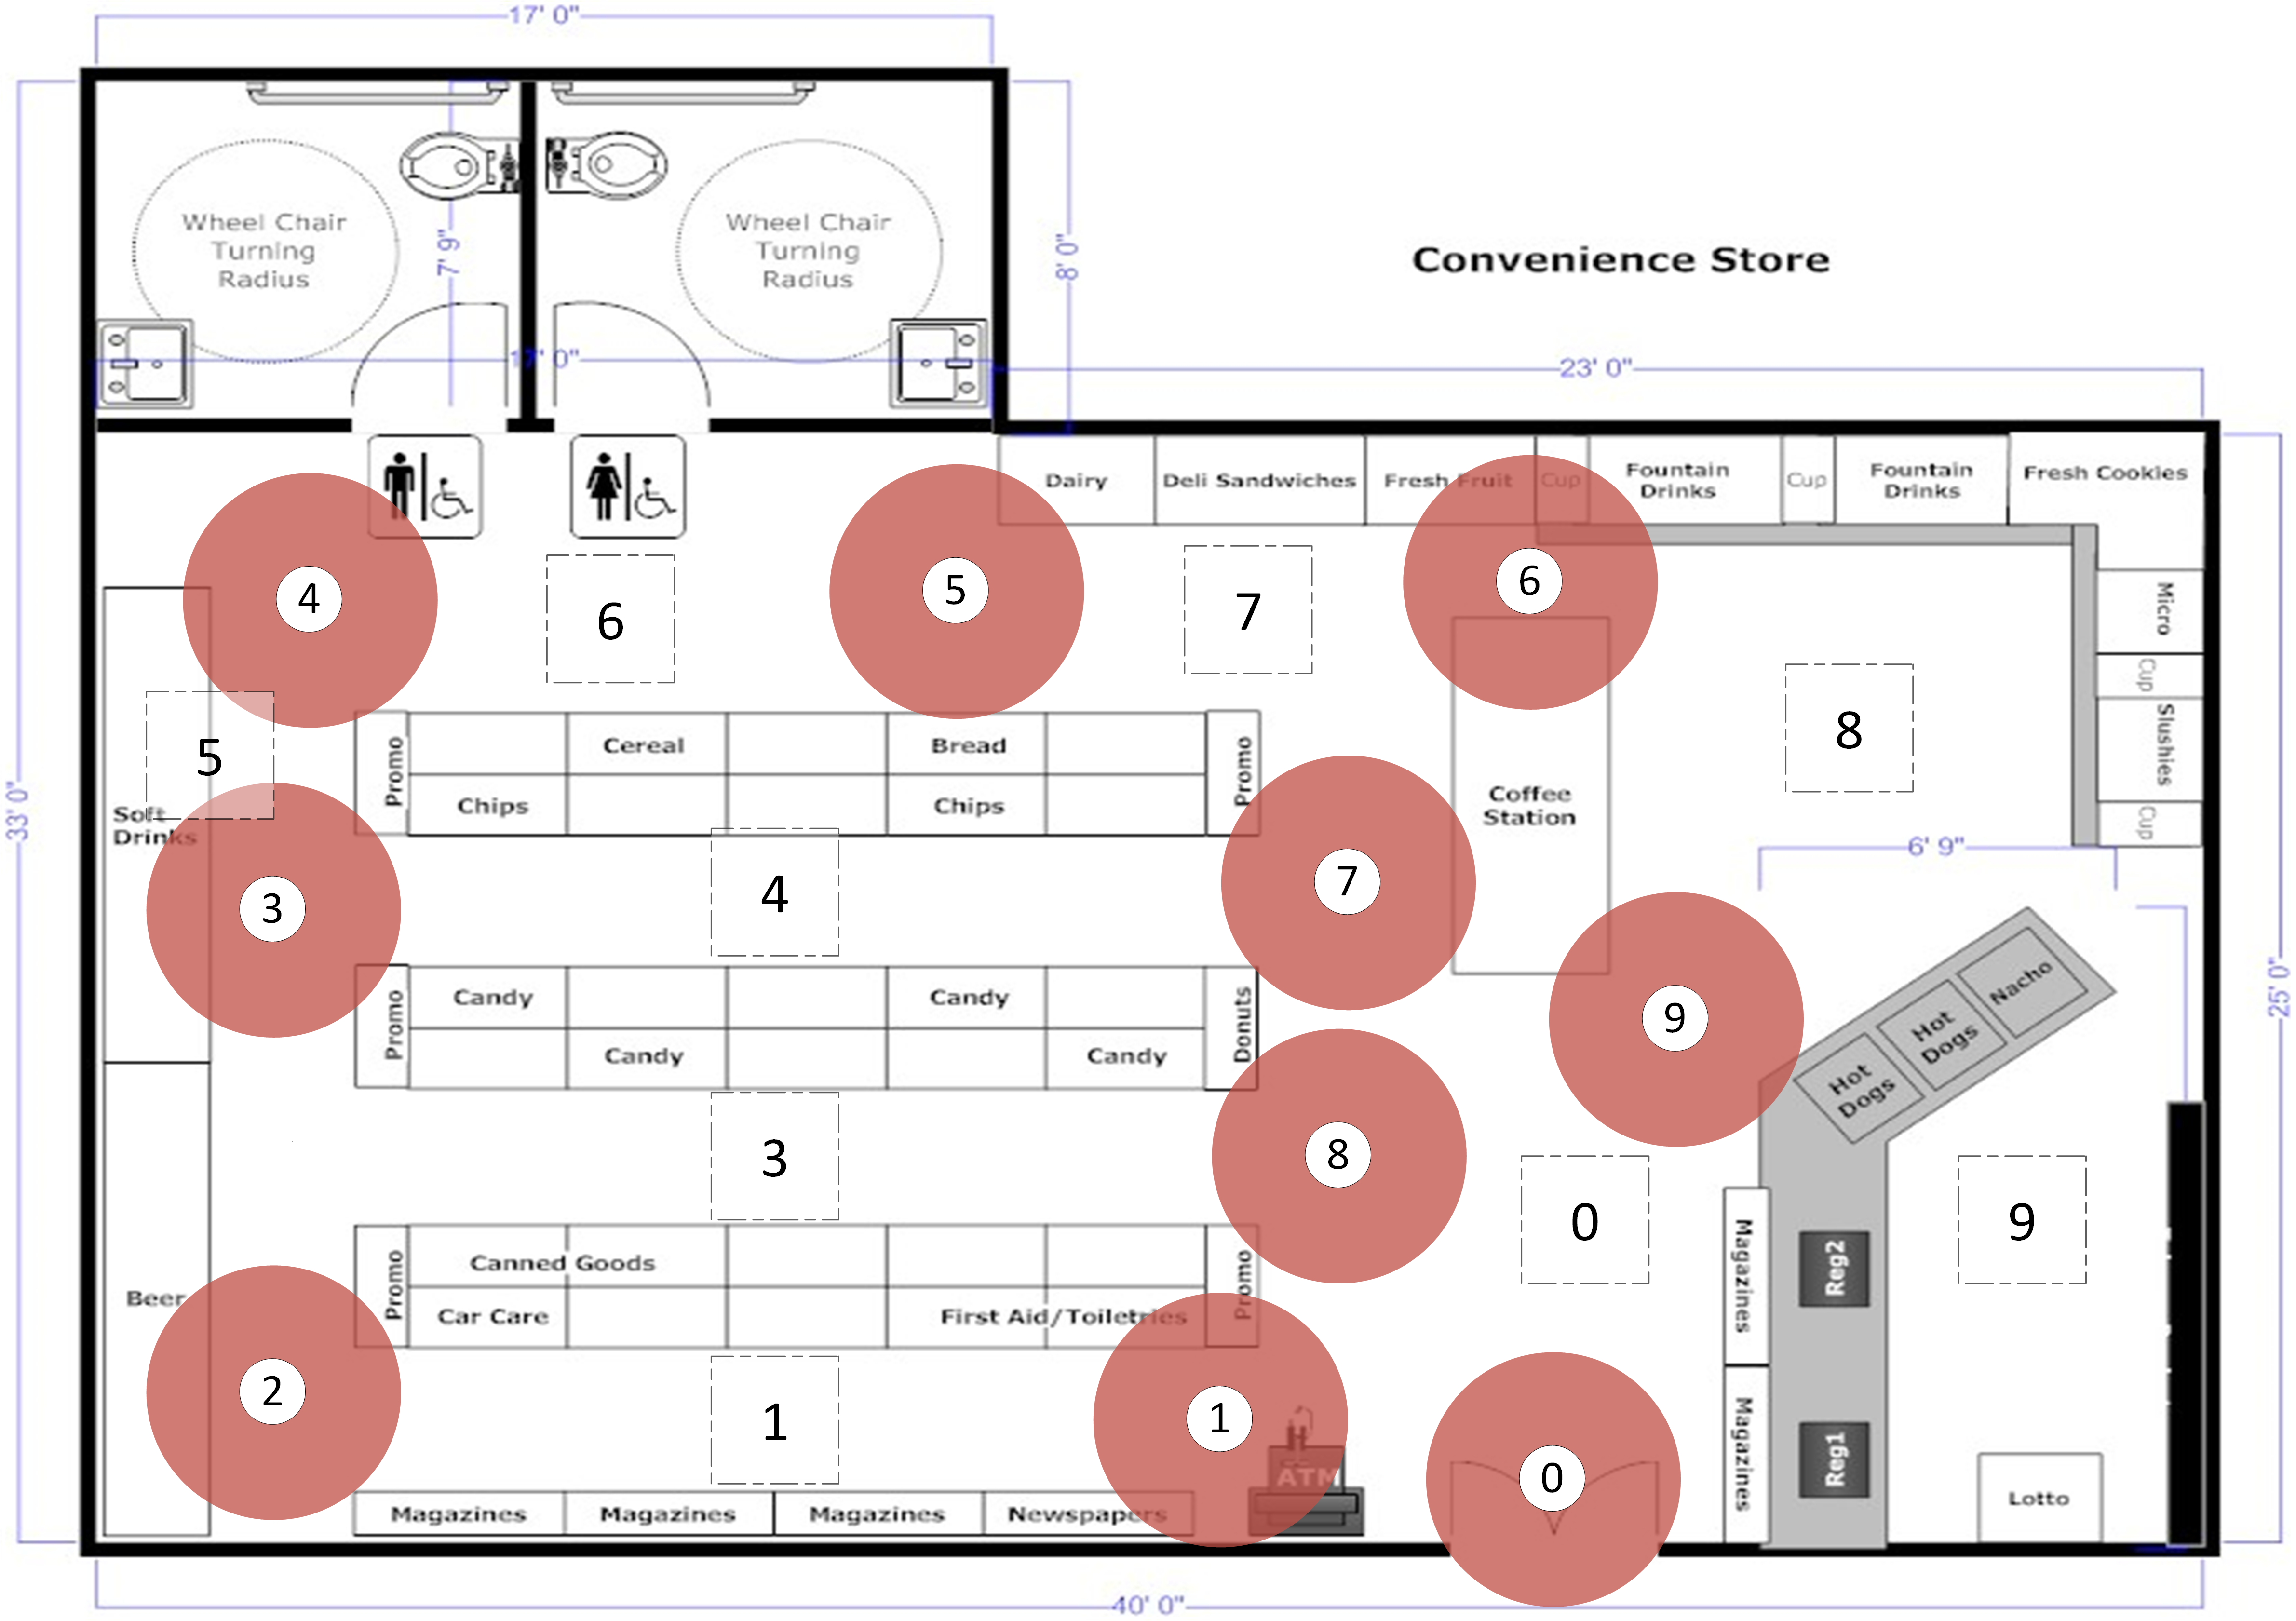 17' 0"
Wheel Chair
Turning
Radius
7' 9"
Wheel Chair
Turning
Radius
8' 0"
Convenience Store
17' 0"
23' 0"
Dairy
Deli Sandwiches
Fresh Fruit
Cup
Fountain
Drinks
Cup
Fountain
Drinks
Fresh Cookies
4
6
5
7
6
Micro
Cup
Slushies
Cup
8
5
Soft
Drinks
Promo
Cereal
Bread
Chips
Chips
Promo
Coffee
Station
33' 0"
6' 9"
3
4
7
25' 0"
Promo
Candy
Candy
Candy
Candy
Donuts
9
Hot
Dogs
Hot
Dogs
Nacho
3
8
0
9
Beer
Promo
Canned Goods
Car Care
First Aid/Toiletries
Promo
Magazines
Reg2
2
1
1
ATM
0
Magazines
Reg1
Lotto
Magazines
Magazines
Magazines
Newspapers
40' 0"